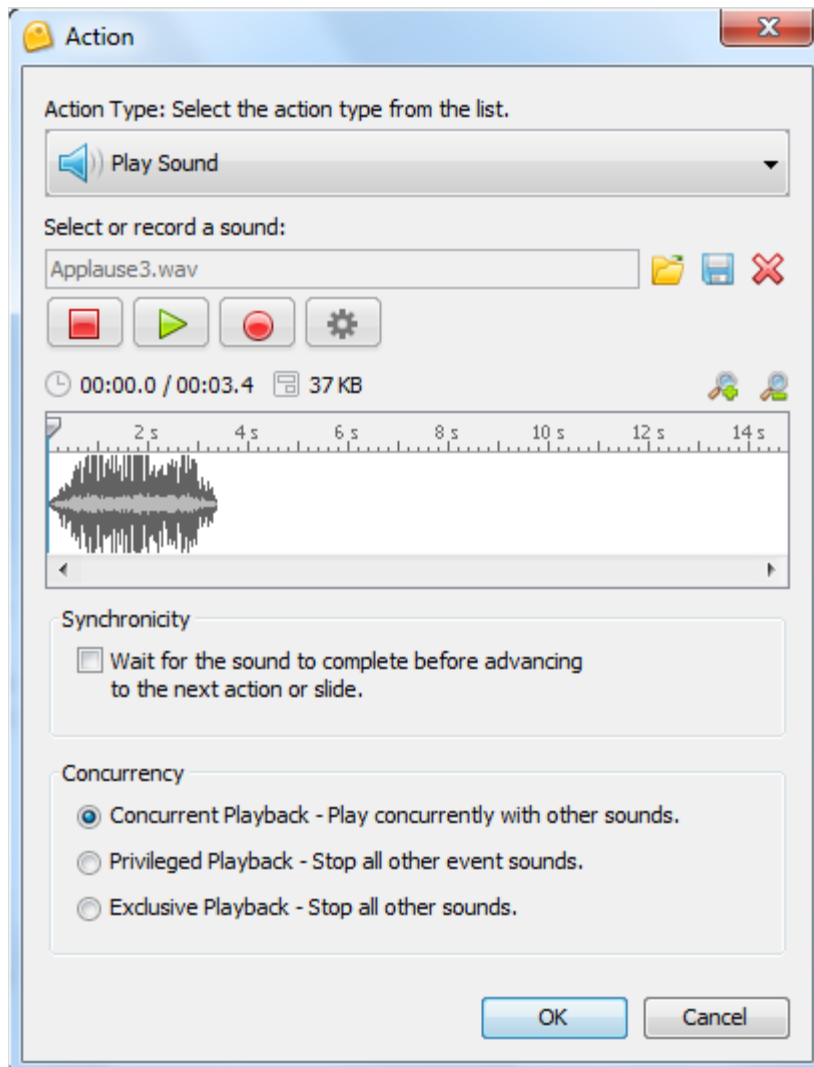 Action
Action Type: Select the action type from the list.
Play Sound
Select or record a sound:
Applause3.wav
00:00.0 / 00:03.4 37 KB
2 s 4 s 6 s 8 s 10 s 12 s 14 s
Synchronicity
Wait for the sound to complete before advancing
to the next action or slide.
Concurrency
Concurrent Playback - Play concurrently with other sounds.
Privileged Playback - Stop all other event sounds.
Exclusive Playback - Stop all other sounds.
OK Cancel